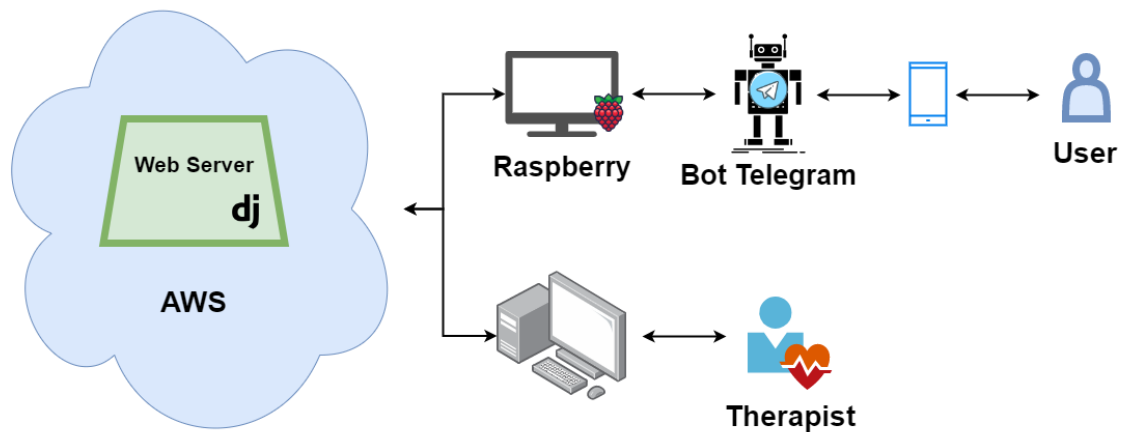 Web Server
dj
AWS
Raspberry
Bot Telegram
User
Therapist